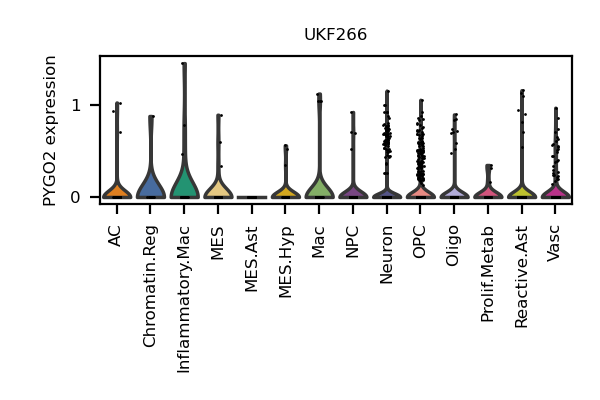 UKF266
PYGO2 expression
1
0
AC
Chromatin.Reg
Inflammatory.Mac
MES
MES.Ast
MES.Hyp
Mac
NPC
Neuron
OPC
Oligo
Prolif.Metab
Reactive.Ast
Vasc